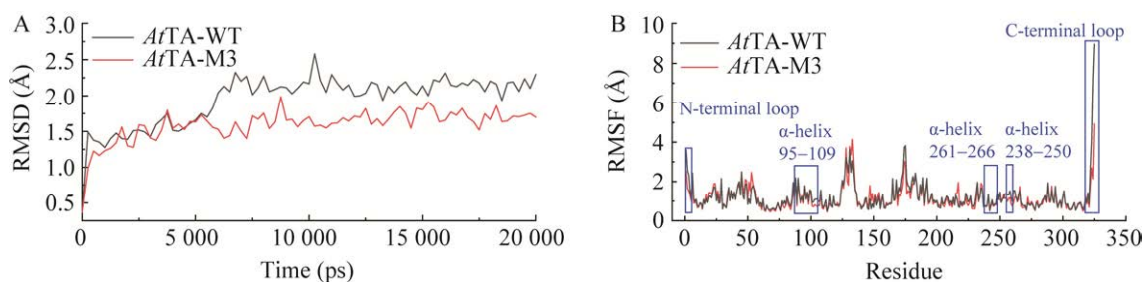 A
AtTA-WT
AtTA-M3
RMSD (Å)
3.0
2.5
2.0
1.5
1.0
0.5
0
5 000
10 000
15 000
20 000
Time (ps)
B
AtTA-WT
AtTA-M3
C-terminal loop
N-terminal loop
α-helix
95–109
α-helix
261–266
α-helix
238–250
RMSF (Å)
10
8
6
4
2
0
0
50
100
150
200
250
300
350
Residue